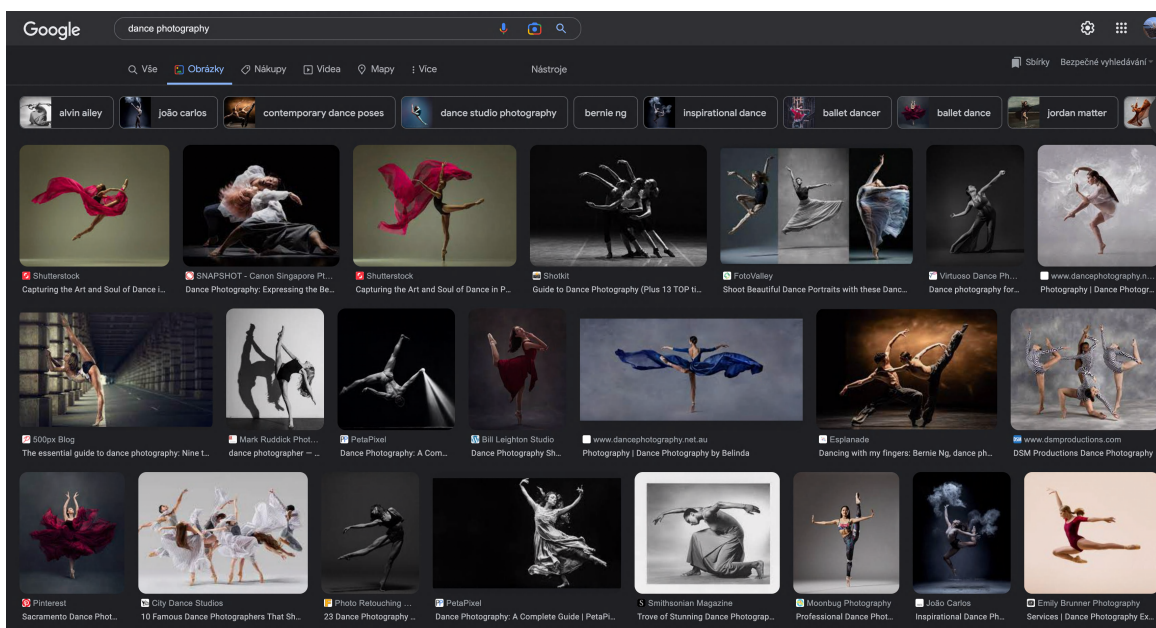 Google
dance photography
Vše
Obrázky
Nákupy
Videa
Mapy
Více
Nástroje
Sbírky
Bezpečné vyhledávání
alvin ailey
joão carlos
contemporary dance poses
dance studio photography
bernie ng
inspirational dance
ballet dancer
ballet dance
jordan matter
Shutterstock
Capturing the Art and Soul of Dance i...
SNAPSHOT - Canon Singapore Pt...
Dance Photography: Expressing the Be...
Shutterstock
Capturing the Art and Soul of Dance in P...
Shotkit
Guide to Dance Photography (Plus 13 TOP ti...
FotoValley
Shoot Beautiful Dance Portraits with these Danc...
Virtuoso Dance Ph...
Dance photography for...
www.dancephotography.n...
Photography | Dance Photogr...
500px Blog
The essential guide to dance photography: Nine t...
Mark Ruddick Phot...
dance photographer — ...
PetaPixel
Dance Photography: A Com...
Bill Leighton Studio
Dance Photography Sh...
www.dancephotography.net.au
Photography | Dance Photography by Belinda
Esplanade
Dancing with my fingers: Bernie Ng, dance ph...
www.dsmproductions.com
DSM Productions Dance Photography
Pinterest
Sacramento Dance Phot...
City Dance Studios
10 Famous Dance Photographers That Sh...
Photo Retouching ...
23 Dance Photography ...
PetaPixel
Dance Photography: A Complete Guide | PetaPi...
Smithsonian Magazine
Trove of Stunning Dance Photograp...
Moonbug Photography
Professional Dance Phot...
João Carlos
Inspirational Dance Ph...
Emily Brunner Photography
Services | Dance Photography Ex...